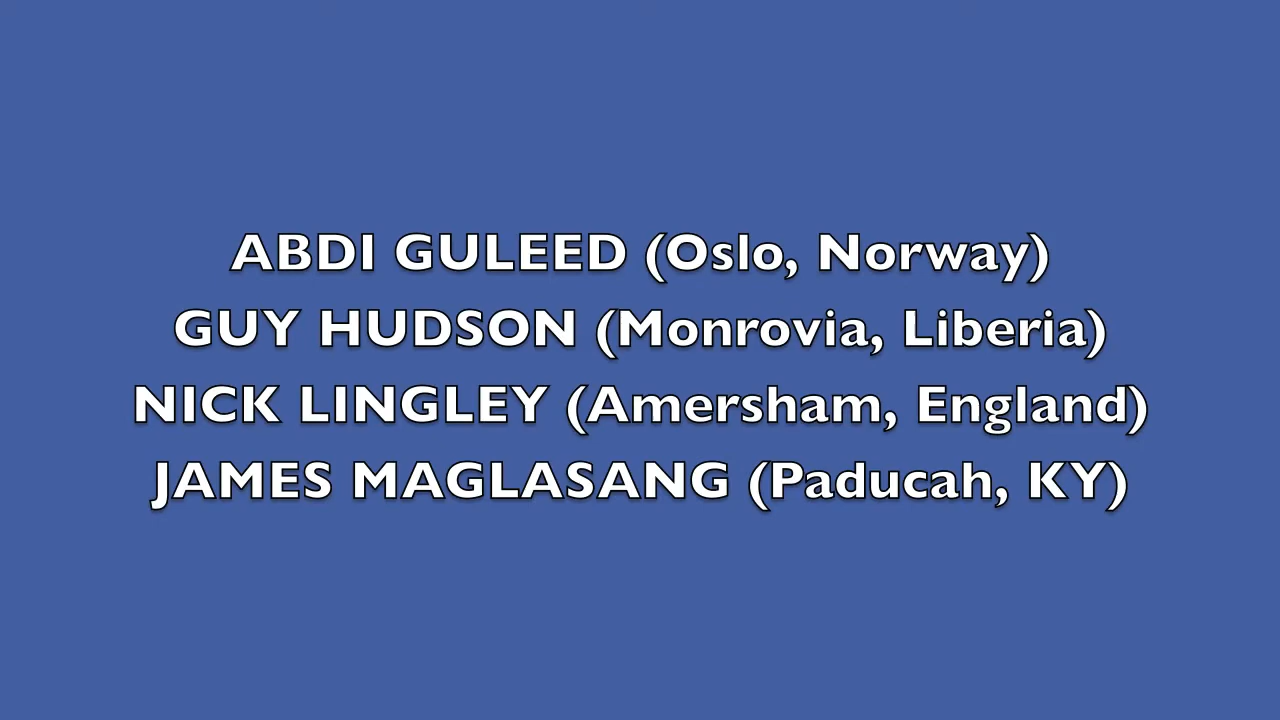 ABDI GULEED (Oslo, Norway)
GUY HUDSON (Monrovia, Liberia)
NICK LINGLEY (Amersham, England)
JAMES MAGLASANG (Paducah, KY)